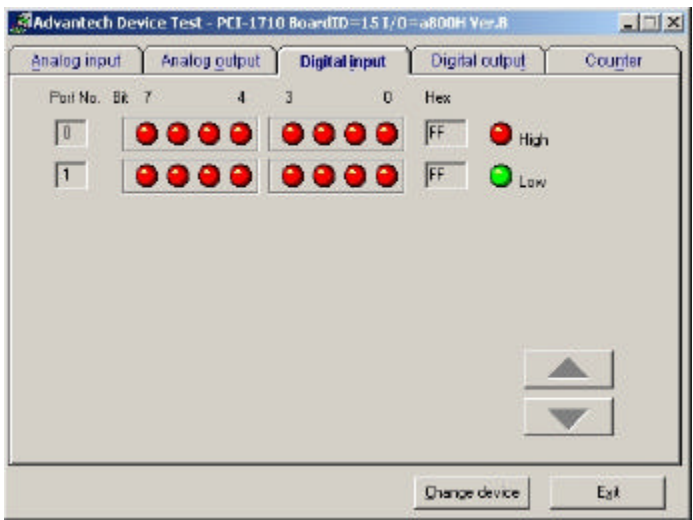 Advantech Device Test - PCI-1710 BoardID=15 I/O=a800H Ver.B
Analog input Analog output Digital input Digital output Counter
Port No. Bit 7 4 3 0 Hex
0 FF High
1 FF Low
Change device Exit